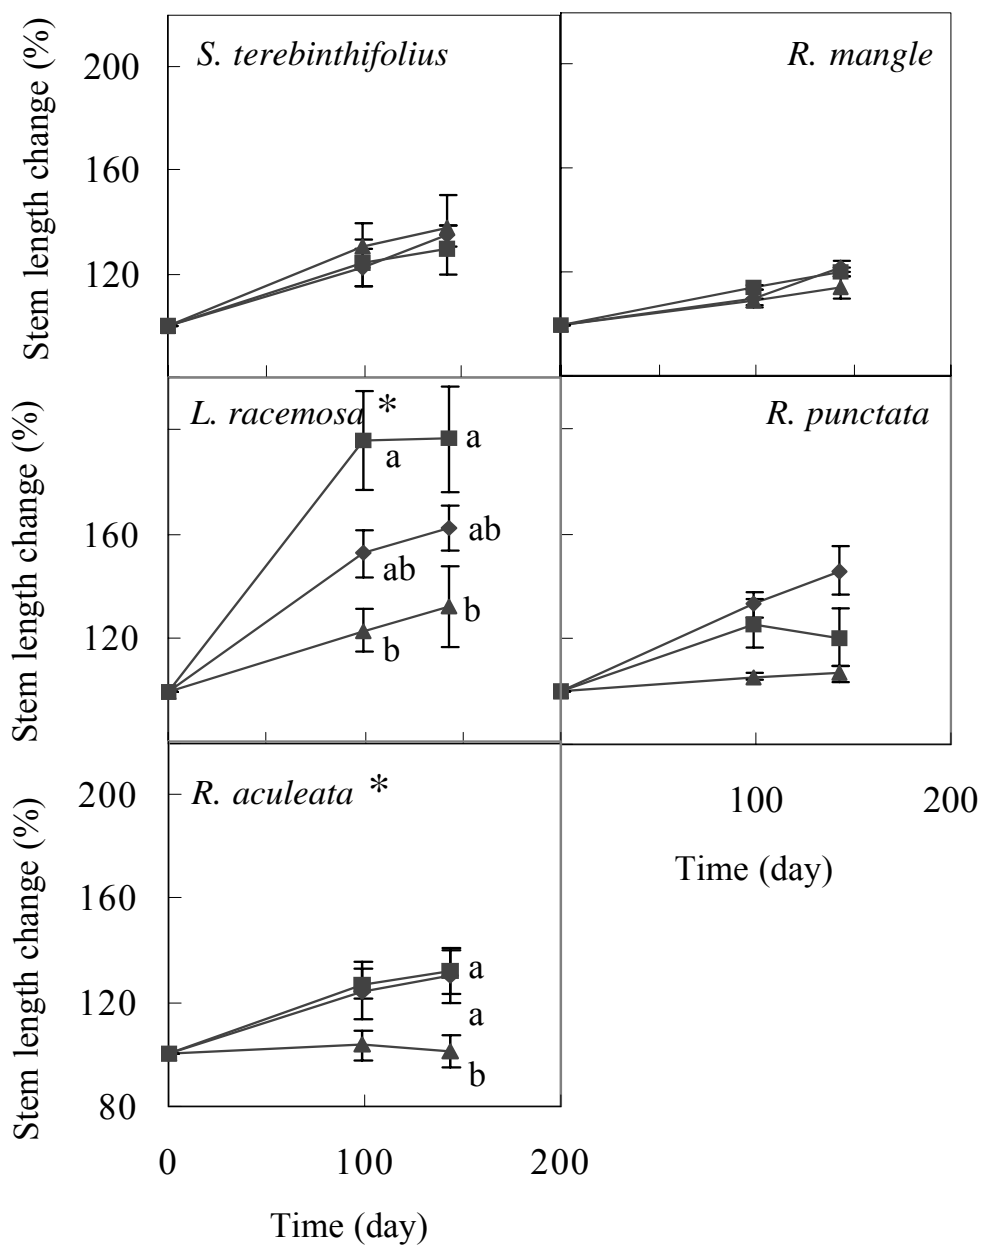 Stem length change (%)
200
160
120
S. terebinthifolius
R. mangle
Stem length change (%)
160
120
L. racemosa *
a
a
ab
ab
b
b
R. punctata
100
200
Time (day)
Stem length change (%)
200
160
120
80
R. aculeata *
a
a
b
0
100
200
Time (day)